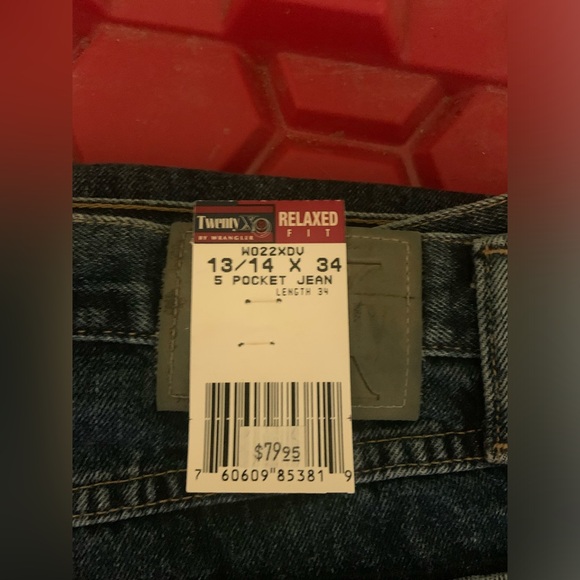 TwentyX
BY WRANGLER
RELAXED
FIT
W022XDV
13/14 X 34
5 POCKET JEAN
LENGTH 34
$79.95
7 60609 85381 9